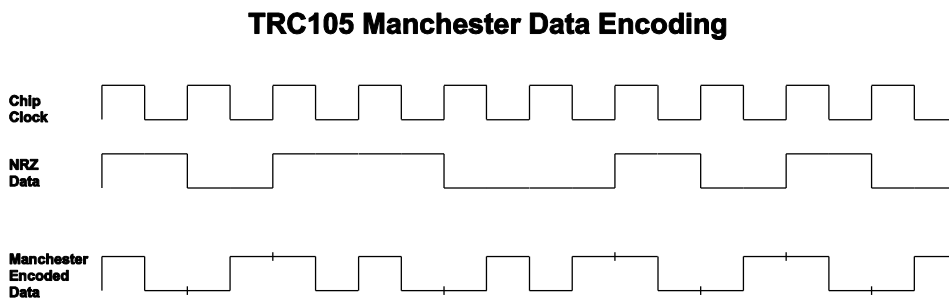 TRC105 Manchester Data Encoding
Chip
Clock
NRZ
Data
Manchester
Encoded
Data